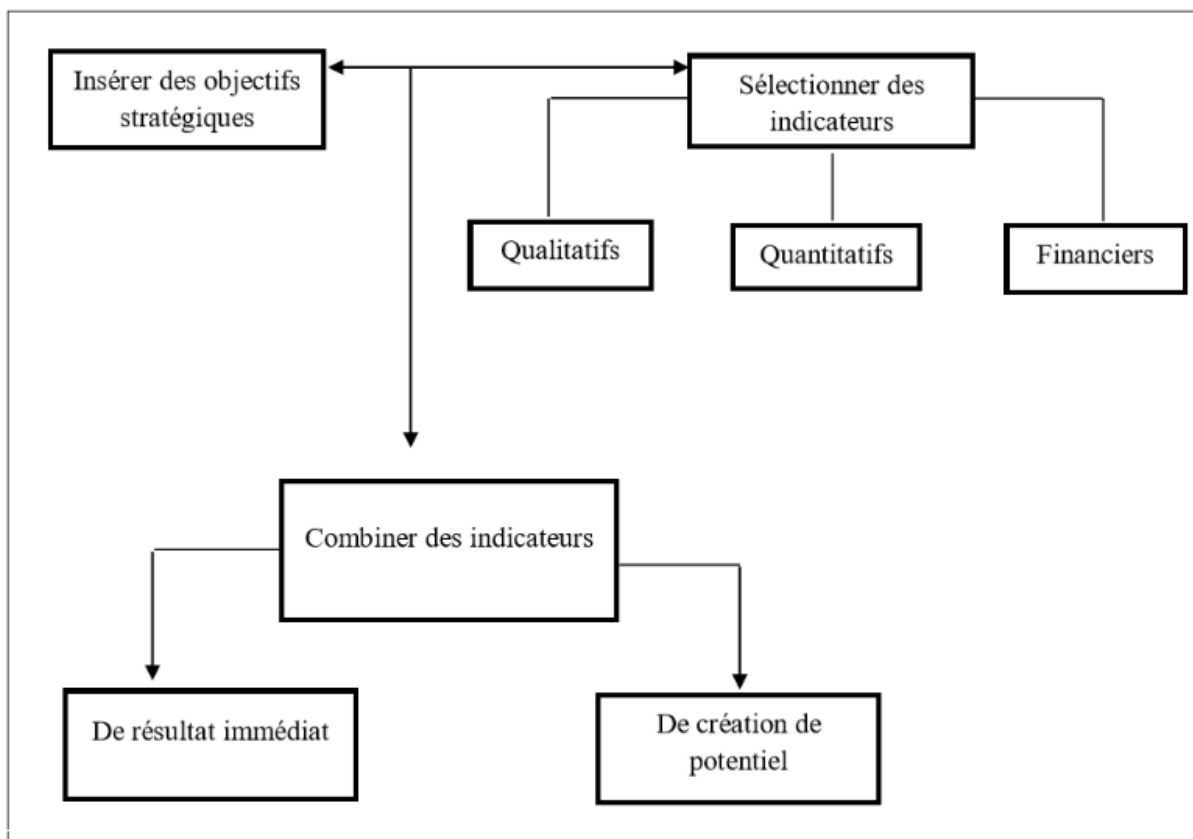 Insérer des objectifs
stratégiques
Sélectionner des
indicateurs
Qualitatifs
Quantitatifs
Financiers
Combiner des indicateurs
De résultat immédiat
De création de
potentiel